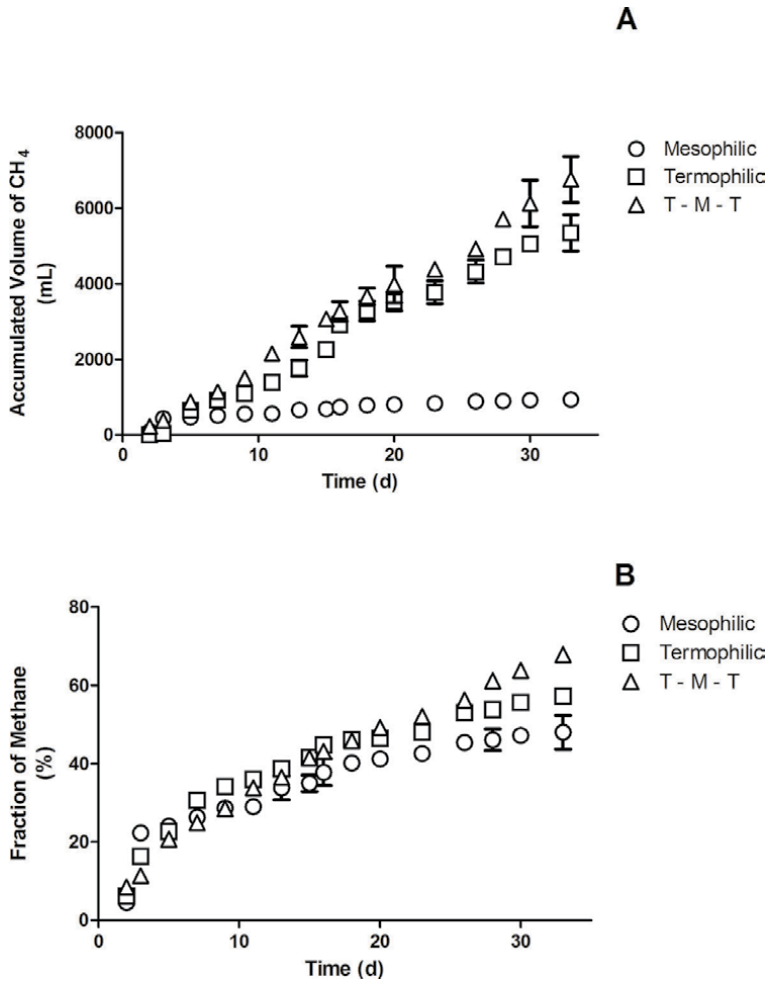 A
Accumulated Volume of CH4
(mL)
8000
6000
4000
2000
0
0 10 20 30
Time (d)
Mesophilic
Termophilic
T - M - T
B
Fraction of Methane
(%)
80
60
40
20
0
0 10 20 30
Time (d)
Mesophilic
Termophilic
T - M - T